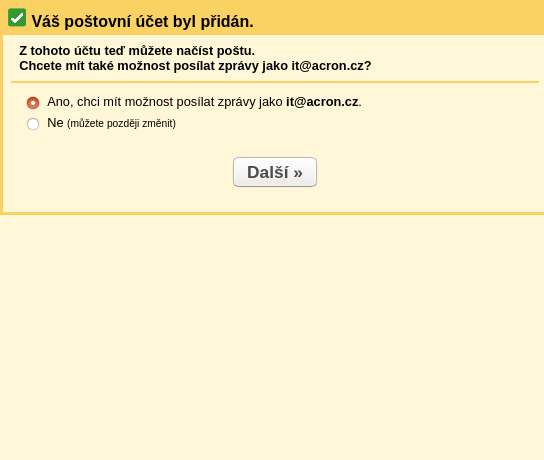 Váš poštovní účet byl přidán.
Z tohoto účtu teď můžete načíst poštu.
Chcete mít také možnost posílat zprávy jako it@acron.cz?
Ano, chci mít možnost posílat zprávy jako it@acron.cz.
Ne (můžete později změnit)
Další »